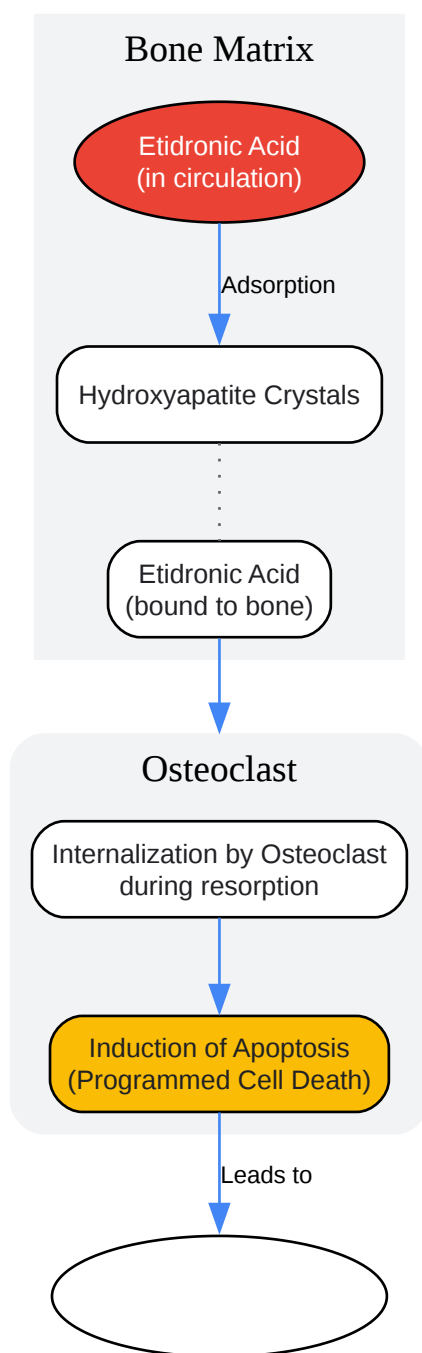 Bone Matrix
Etidronic Acid
(in circulation)
Adsorption
Hydroxyapatite Crystals
Etidronic Acid
(bound to bone)
Osteoclast
Internalization by Osteoclast
during resorption
Induction of Apoptosis
(Programmed Cell Death)
Leads to